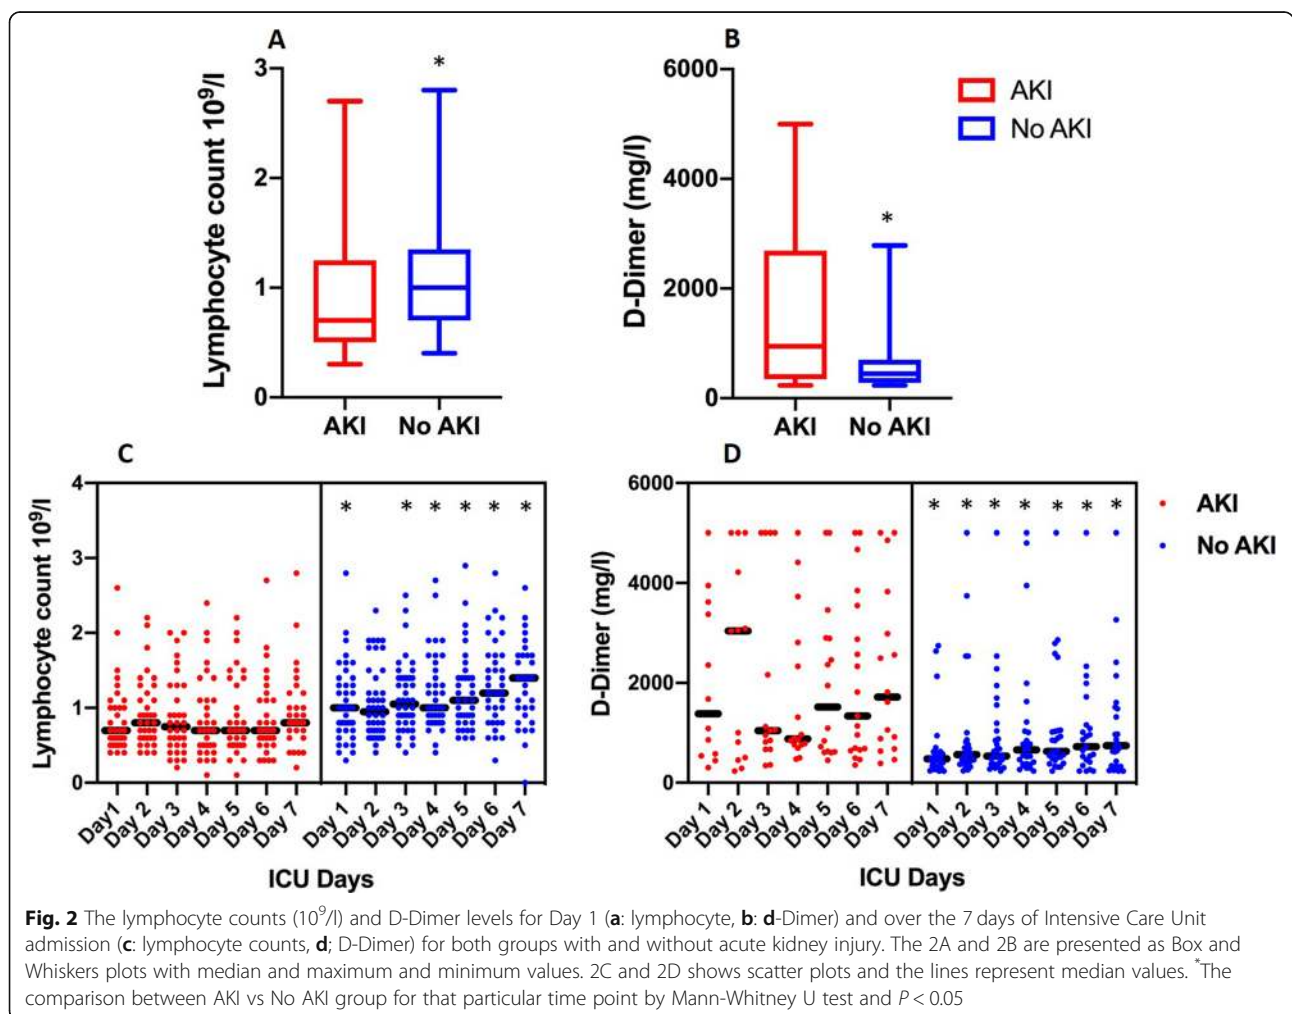 A
B
*
3
2
1
0
Lymphocyte count 10⁹/l
AKI
No AKI
6000
4000
2000
0
D-Dimer (mg/l)
*
AKI
No AKI
AKI
No AKI
C
D
4
3
2
1
0
Lymphocyte count 10⁹/l
* * * * * *
Day1
Day 2
Day 3
Day 4
Day 5
Day 6
Day 7
Day 1
Day 2
Day 3
Day 4
Day 5
Day 6
Day 7
ICU Days
6000
4000
2000
0
D-Dimer (mg/l)
* * * * * * *
Day 1
Day 2
Day 3
Day 4
Day 5
Day 6
Day 7
Day 1
Day 2
Day 3
Day 4
Day 5
Day 6
Day 7
ICU Days
AKI
No AKI
Fig. 2 The lymphocyte counts (10⁹/l) and D-Dimer levels for Day 1 (a: lymphocyte, b: d-Dimer) and over the 7 days of Intensive Care Unit
admission (c: lymphocyte counts, d; D-Dimer) for both groups with and without acute kidney injury. The 2A and 2B are presented as Box and
Whiskers plots with median and maximum and minimum values. 2C and 2D shows scatter plots and the lines represent median values. *The
comparison between AKI vs No AKI group for that particular time point by Mann-Whitney U test and P < 0.05